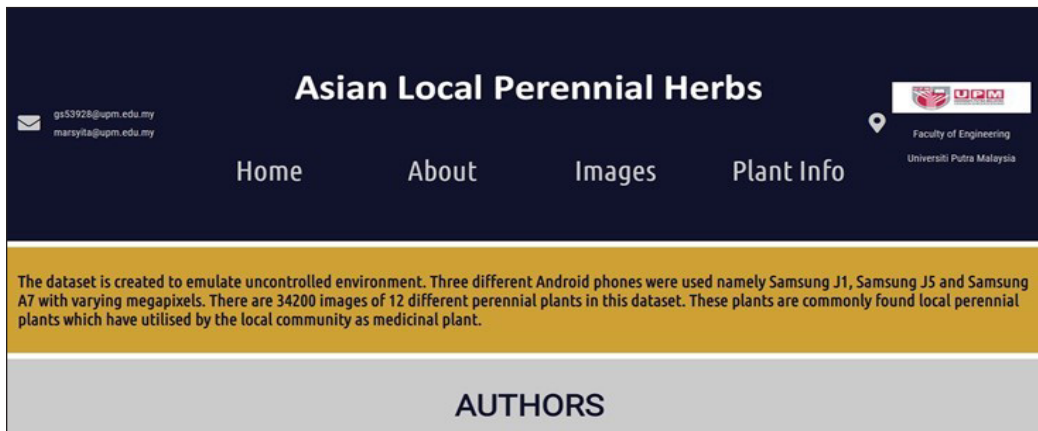 Asian Local Perennial Herbs
gs53928@upm.edu.my
marsyita@upm.edu.my
UPM
Faculty of Engineering
Universiti Putra Malaysia
Home
About
Images
Plant Info
The dataset is created to emulate uncontrolled environment. Three different Android phones were used namely Samsung J1, Samsung J5 and Samsung
A7 with varying megapixels. There are 34200 images of 12 different perennial plants in this dataset. These plants are commonly found local perennial
plants which have utilised by the local community as medicinal plant.
AUTHORS